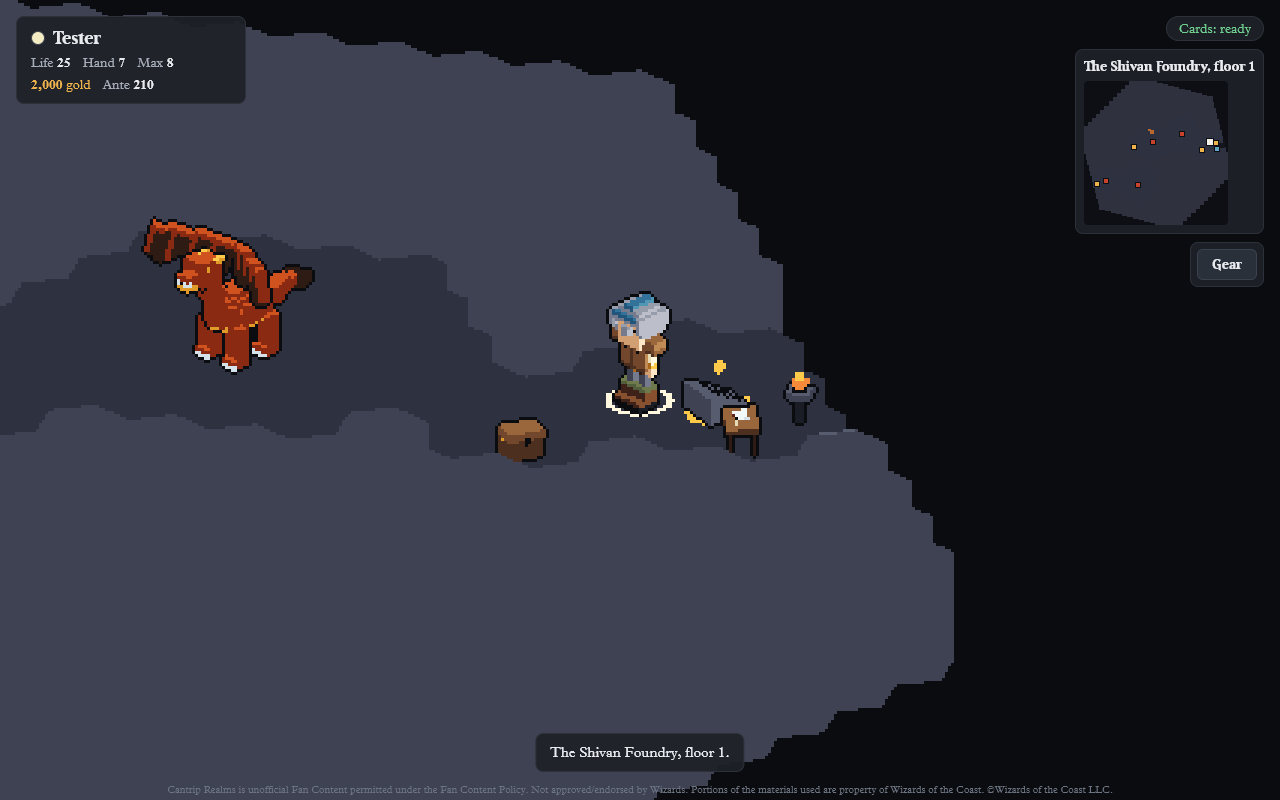 Tester
Life 25 Hand 7 Max 8
2,000 gold Ante 210
Cards: ready
The Shivan Foundry, floor 1
Gear
The Shivan Foundry, floor 1.
Cantrip Realms is unofficial Fan Content permitted under the Fan Content Policy. Not approved/endorsed by Wizards. Portions of the materials used are property of Wizards of the Coast. ©Wizards of the Coast LLC.